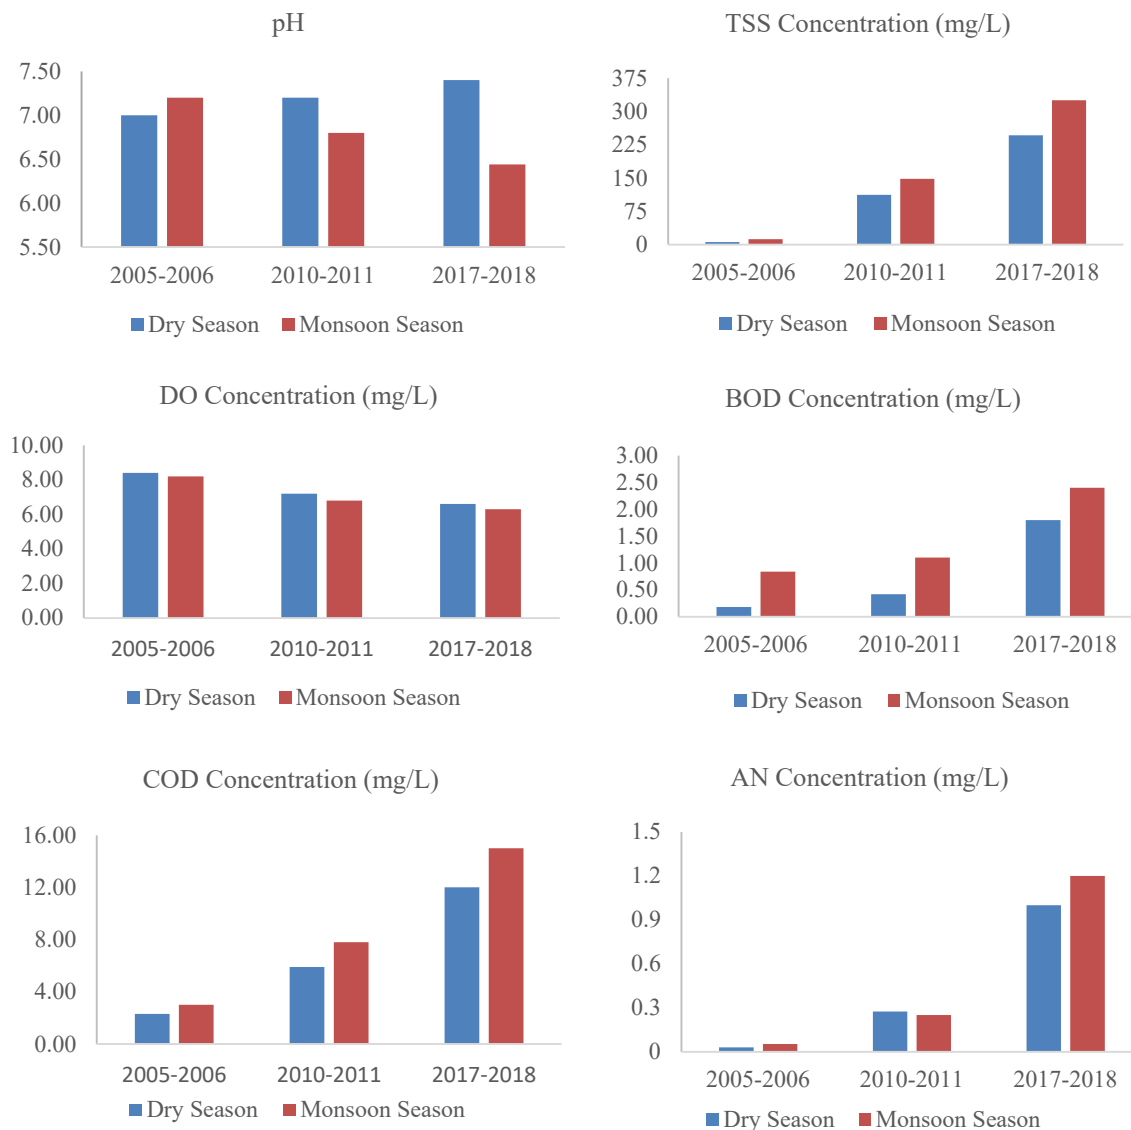 pH
7.50
7.00
6.50
6.00
5.50
2005-2006 2010-2011 2017-2018
Dry Season Monsoon Season
TSS Concentration (mg/L)
375
300
225
150
75
0
2005-2006 2010-2011 2017-2018
Dry Season Monsoon Season
DO Concentration (mg/L)
10.00
8.00
6.00
4.00
2.00
0.00
2005-2006 2010-2011 2017-2018
Dry Season Monsoon Season
BOD Concentration (mg/L)
3.00
2.50
2.00
1.50
1.00
0.50
0.00
2005-2006 2010-2011 2017-2018
Dry Season Monsoon Season
COD Concentration (mg/L)
16.00
12.00
8.00
4.00
0.00
2005-2006 2010-2011 2017-2018
Dry Season Monsoon Season
AN Concentration (mg/L)
1.5
1.2
0.9
0.6
0.3
0
2005-2006 2010-2011 2017-2018
Dry Season Monsoon Season